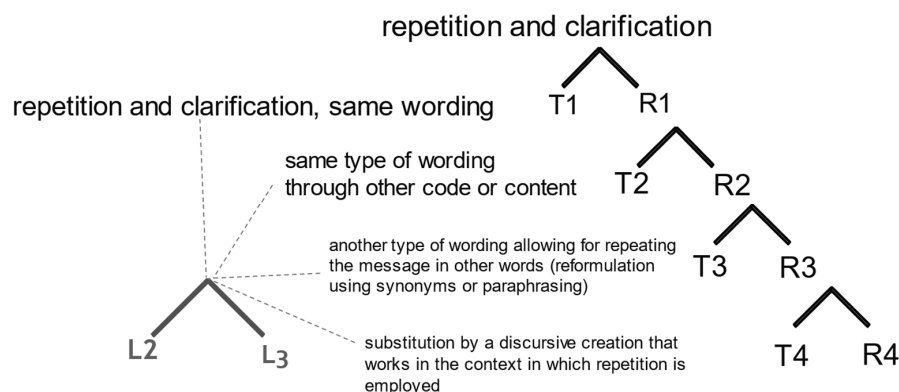 repetition and clarification
T1 R1
repetition and clarification, same wording
same type of wording
through other code or content
T2 R2
another type of wording allowing for repeating
the message in other words (reformulation
using synonyms or paraphrasing)
T3 R3
substitution by a discursive creation that
works in the context in which repetition is
employed
L2 L3
T4 R4